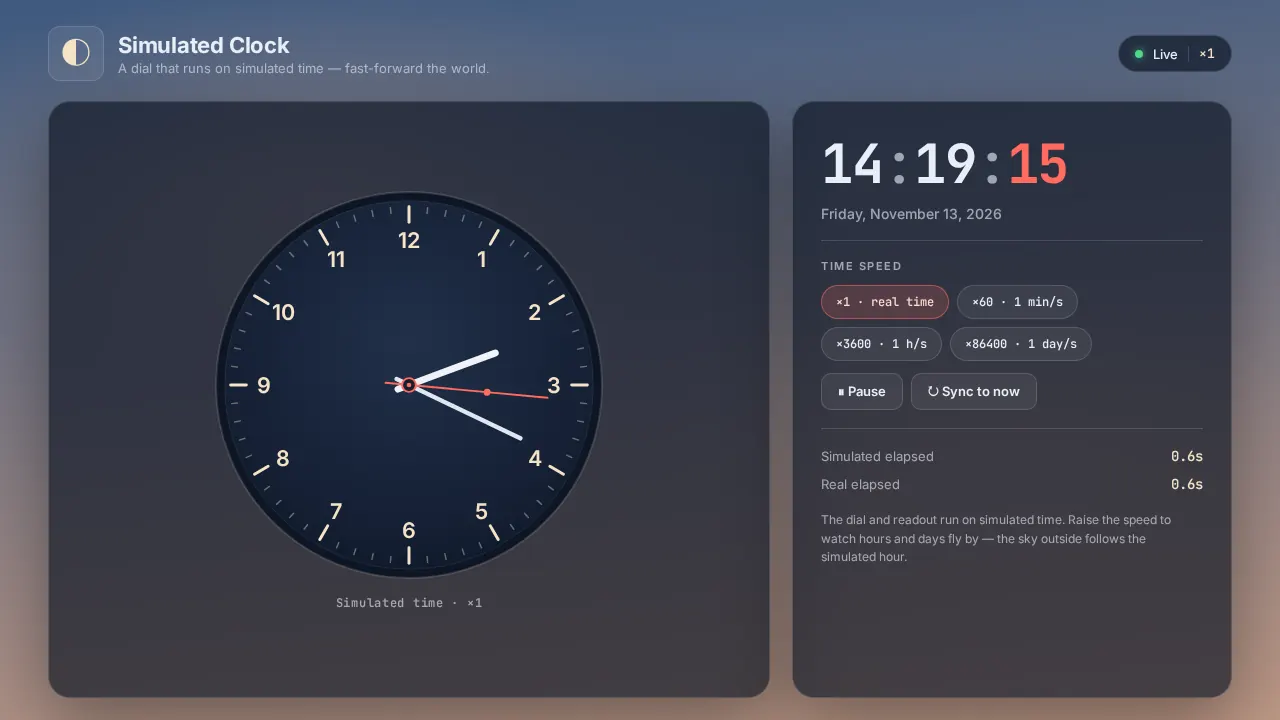 Simulated Clock
A dial that runs on simulated time — fast-forward the world.
Live ×1
12
11 1
10 2
9 3
8 4
7 5
6
Simulated time · ×1
14:19:15
Friday, November 13, 2026
TIME SPEED
×1 · real time ×60 · 1 min/s
×3600 · 1 h/s ×86400 · 1 day/s
Pause Sync to now
Simulated elapsed 0.6s
Real elapsed 0.6s
The dial and readout run on simulated time. Raise the speed to
watch hours and days fly by — the sky outside follows the
simulated hour.